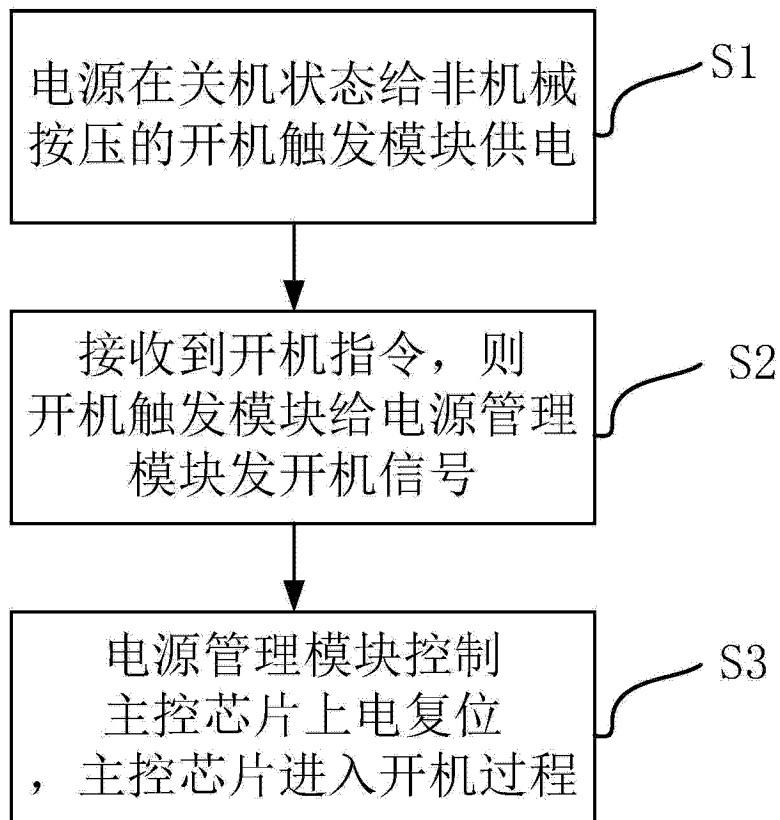 电源在关机状态给非机械
按压的开机触发模块供电
S1
接收到开机指令，则
开机触发模块给电源管理
模块发开机信号
S2
电源管理模块控制
主控芯片上电复位
，主控芯片进入开机过程
S3